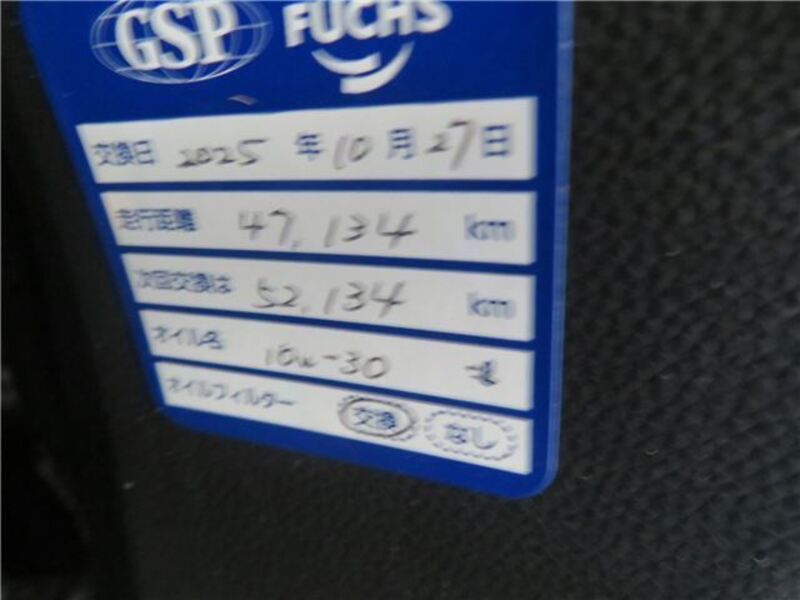 GSP FUCHS
交換日 2025 年 10 月 27 日
走行距離 47,134 km
次回交換は 52,134 km
オイル名 10w-30
オイルフィルター 交換 なし